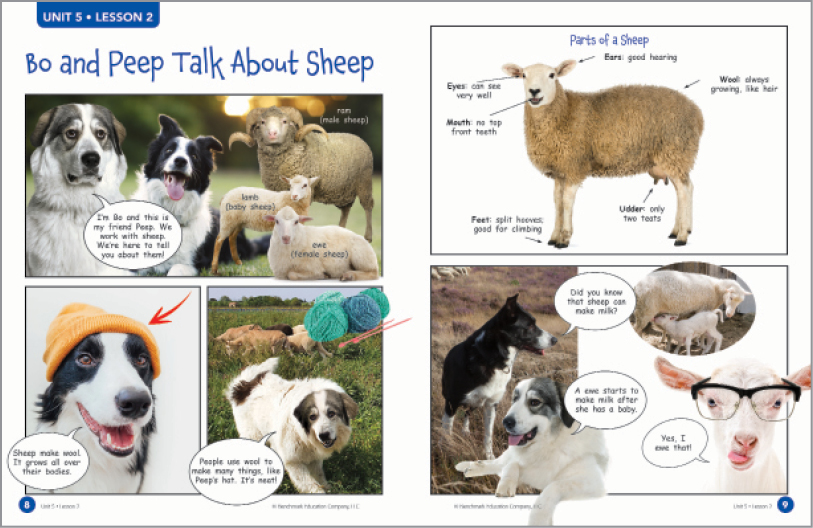 UNIT 5 • LESSON 2
Bo and Peep Talk About Sheep
ram
(male sheep)
lamb
(baby sheep)
ewe
(female sheep)
I'm Bo and this is
my friend Peep. We
work with sheep.
We're here to tell
you about them!
Sheep make wool.
It grows all over
their bodies.
People use wool to
make many things, like
Peep's hat. It's neat!
8
Unit 5 • Lesson 3
© Benchmark Education Company, LLC
Parts of a Sheep
Ears: good hearing
Eyes: can see
very well
Wool: always
growing, like hair
Mouth: no top
front teeth
Udder: only
two teats
Feet: split hooves;
good for climbing
Did you know
that sheep can
make milk?
A ewe starts to
make milk after
she has a baby.
Yes, I
ewe that!
© Benchmark Education Company, LLC
Unit 5 • Lesson 3
9